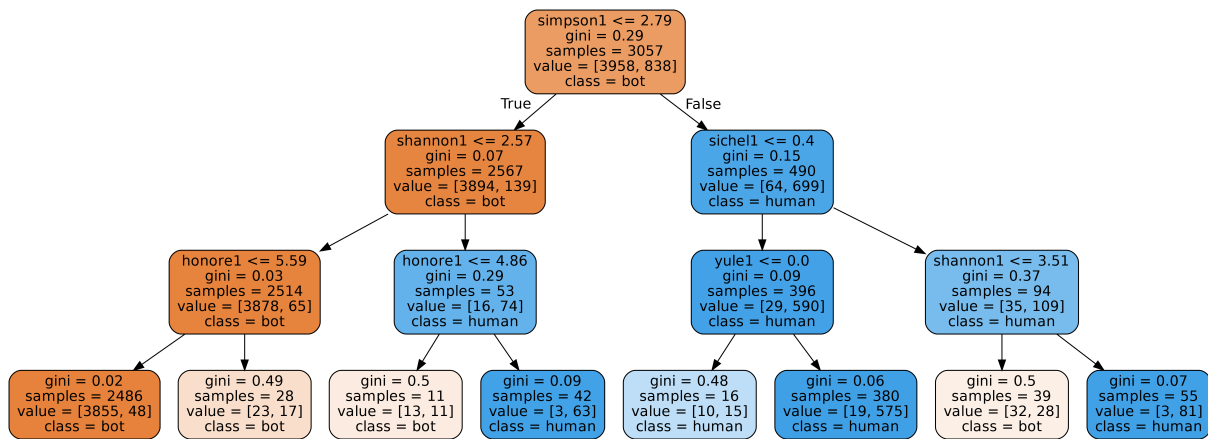 simpson1 <= 2.79
gini = 0.29
samples = 3057
value = [3958, 838]
class = bot
True
False
shannon1 <= 2.57
gini = 0.07
samples = 2567
value = [3894, 139]
class = bot
sichel1 <= 0.4
gini = 0.15
samples = 490
value = [64, 699]
class = human
honore1 <= 5.59
gini = 0.03
samples = 2514
value = [3878, 65]
class = bot
honore1 <= 4.86
gini = 0.29
samples = 53
value = [16, 74]
class = human
yule1 <= 0.0
gini = 0.09
samples = 396
value = [29, 590]
class = human
shannon1 <= 3.51
gini = 0.37
samples = 94
value = [35, 109]
class = human
gini = 0.02
samples = 2486
value = [3855, 48]
class = bot
gini = 0.49
samples = 28
value = [23, 17]
class = bot
gini = 0.5
samples = 11
value = [13, 11]
class = bot
gini = 0.09
samples = 42
value = [3, 63]
class = human
gini = 0.48
samples = 16
value = [10, 15]
class = human
gini = 0.06
samples = 380
value = [19, 575]
class = human
gini = 0.5
samples = 39
value = [32, 28]
class = bot
gini = 0.07
samples = 55
value = [3, 81]
class = human